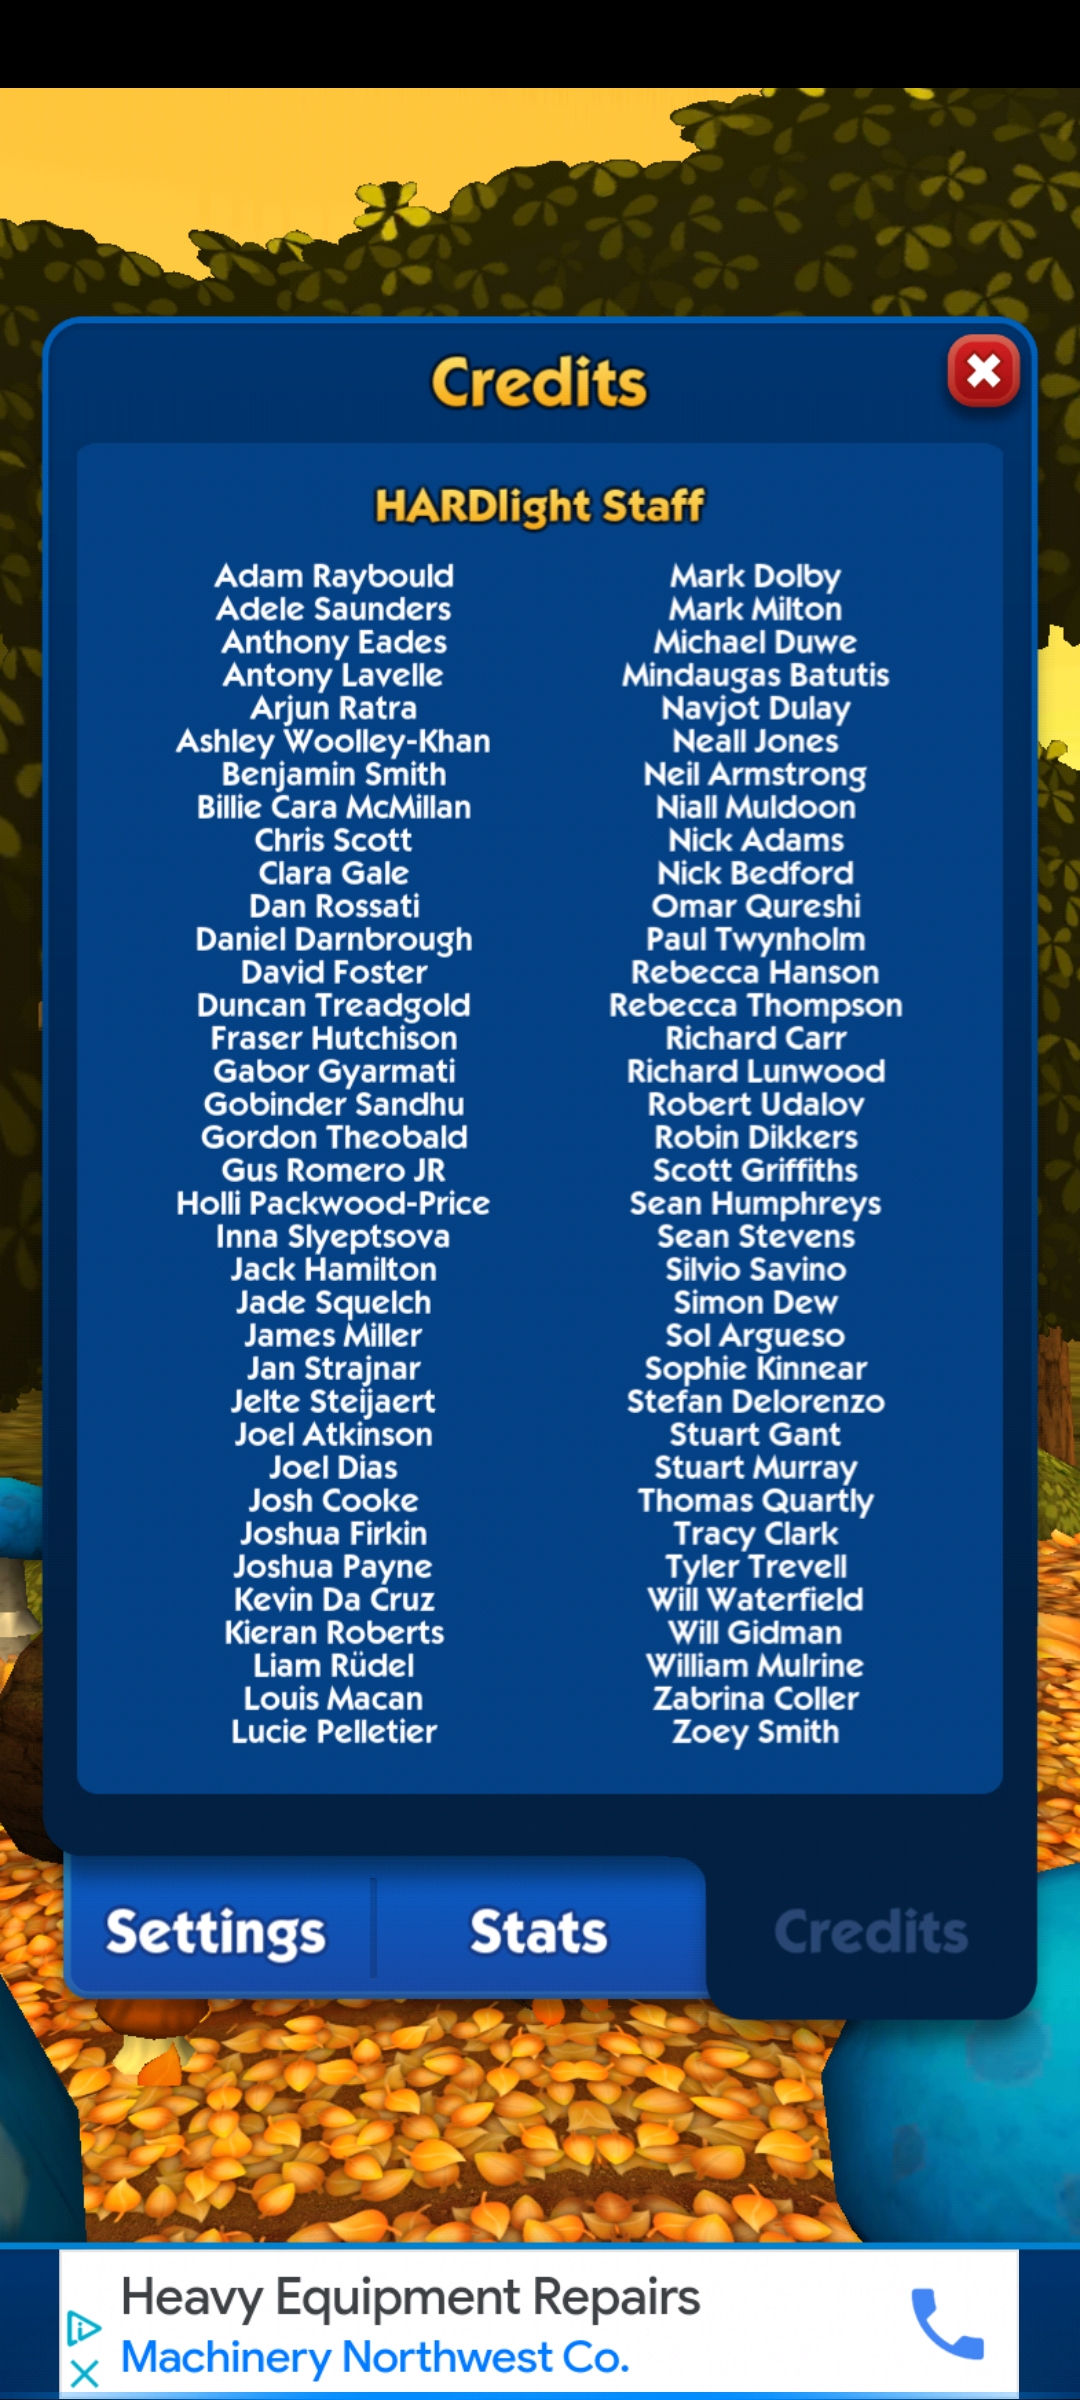 Credits
HARDlight Staff
Adam Raybould
Adele Saunders
Anthony Eades
Antony Lavelle
Arjun Ratra
Ashley Woolley-Khan
Benjamin Smith
Billie Cara McMillan
Chris Scott
Clara Gale
Dan Rossati
Daniel Darnbrough
David Foster
Duncan Treadgold
Fraser Hutchison
Gabor Gyarmati
Gobinder Sandhu
Gordon Theobald
Gus Romero JR
Holli Packwood-Price
Inna Slyeptsova
Jack Hamilton
Jade Squelch
James Miller
Jan Strajnar
Jelte Steijaert
Joel Atkinson
Joel Dias
Josh Cooke
Joshua Firkin
Joshua Payne
Kevin Da Cruz
Kieran Roberts
Liam Rüdel
Louis Macan
Lucie Pelletier
Mark Dolby
Mark Milton
Michael Duwe
Mindaugas Batutis
Navjot Dulay
Neall Jones
Neil Armstrong
Niall Muldoon
Nick Adams
Nick Bedford
Omar Qureshi
Paul Twynholm
Rebecca Hanson
Rebecca Thompson
Richard Carr
Richard Lunwood
Robert Udalov
Robin Dikkers
Scott Griffiths
Sean Humphreys
Sean Stevens
Silvio Savino
Simon Dew
Sol Argueso
Sophie Kinnear
Stefan Delorenzo
Stuart Gant
Stuart Murray
Thomas Quartly
Tracy Clark
Tyler Trevell
Will Waterfield
Will Gidman
William Mulrine
Zabrina Coller
Zoey Smith
Settings
Stats
Credits
Heavy Equipment Repairs
Machinery Northwest Co.